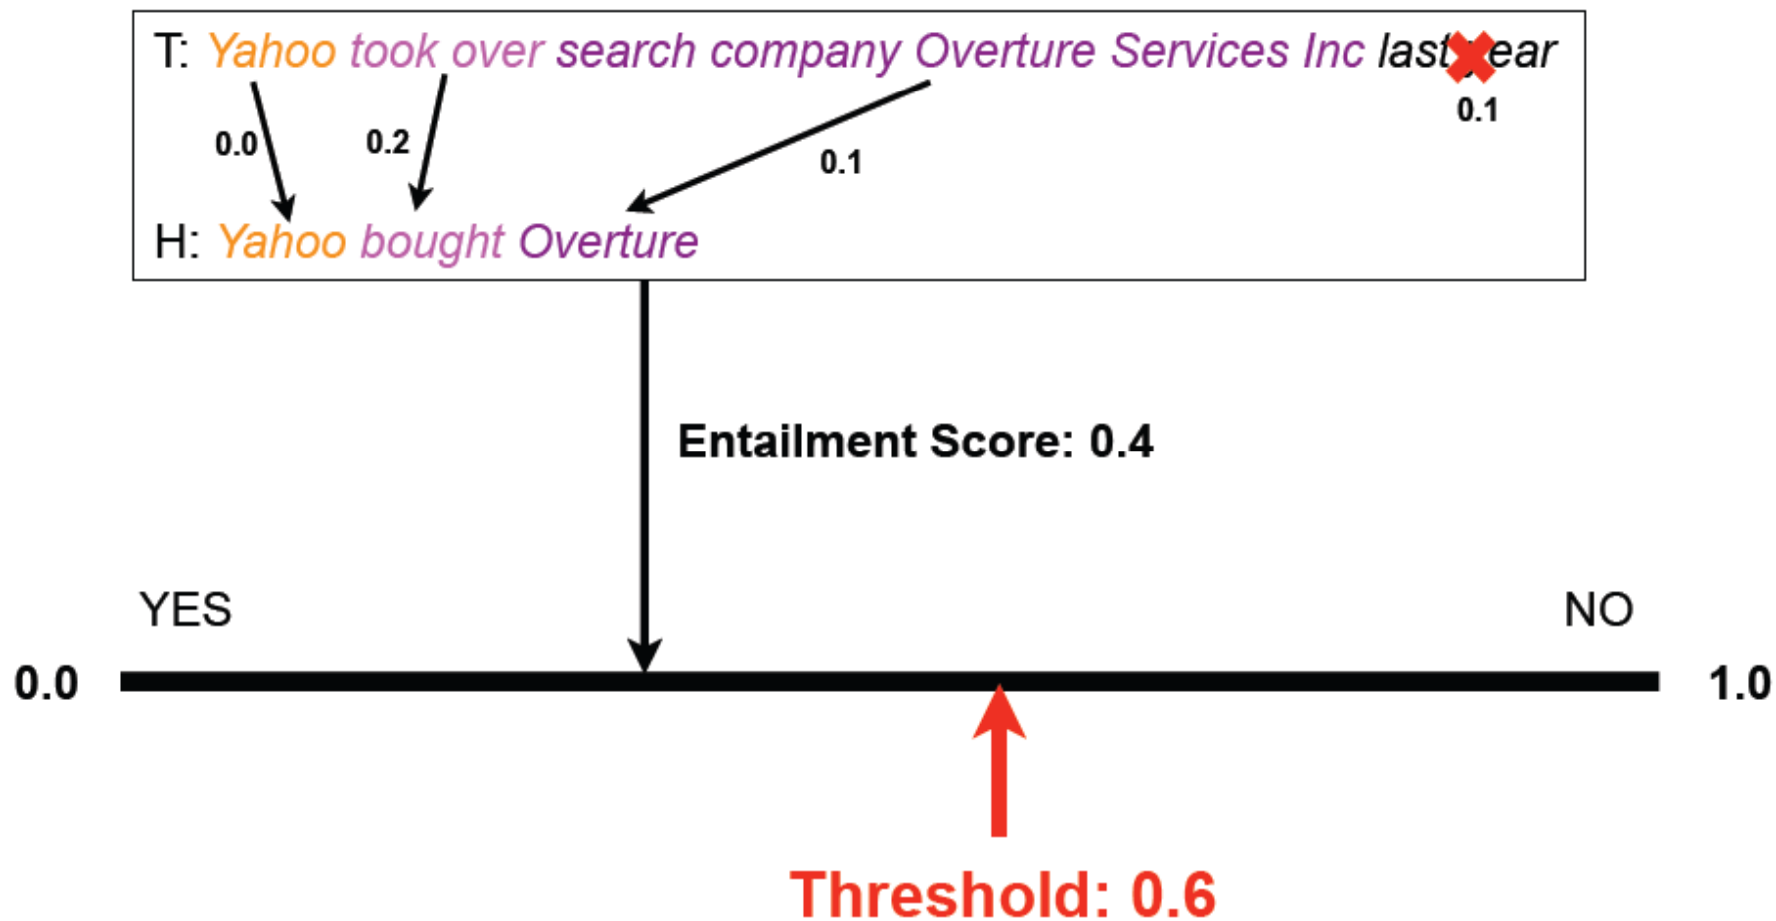 T: Yahoo took over search company Overture Services Inc last year
0.1
0.0
0.2
0.1
H: Yahoo bought Overture
Entailment Score: 0.4
YES
NO
0.0
1.0
Threshold: 0.6